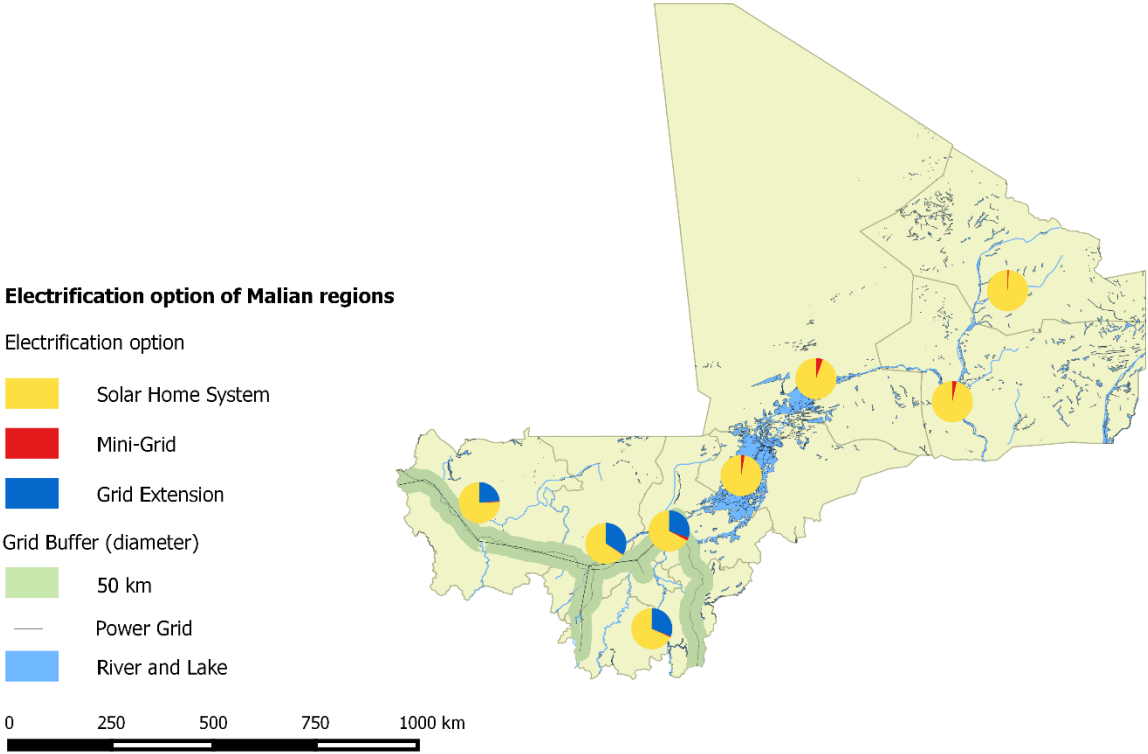 Electrification option of Malian regions
Electrification option
Solar Home System
Mini-Grid
Grid Extension
Grid Buffer (diameter)
50 km
Power Grid
River and Lake
0 250 500 750 1000 km